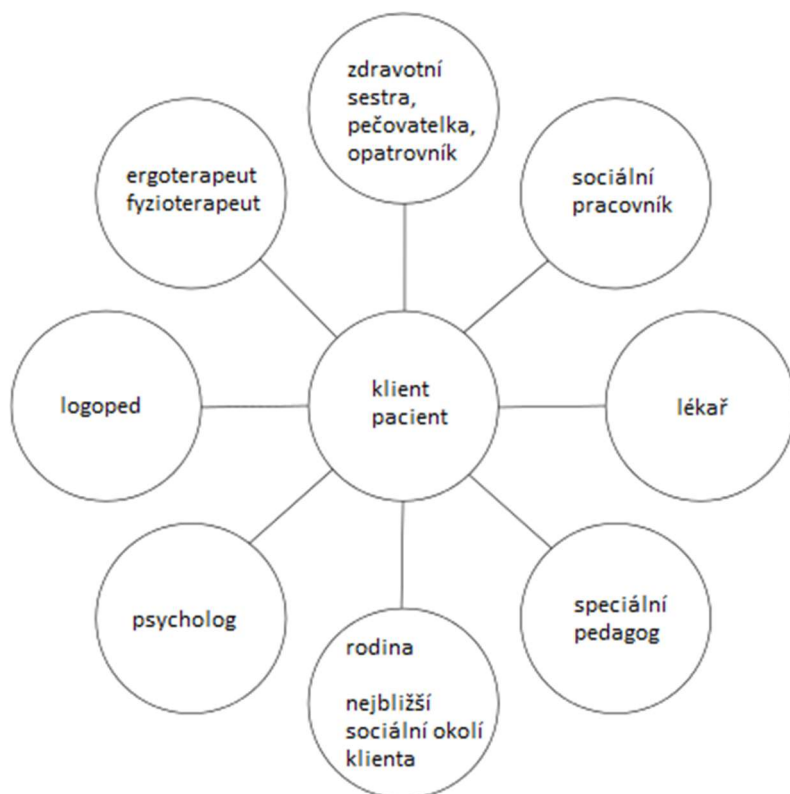 zdravotní
sestra,
pečovatelka,
opatrovník
ergoterapeut
fyzioterapeut
sociální
pracovník
logoped
klient
pacient
lékař
psycholog
speciální
pedagog
rodina
nejbližší
sociální okolí
klienta